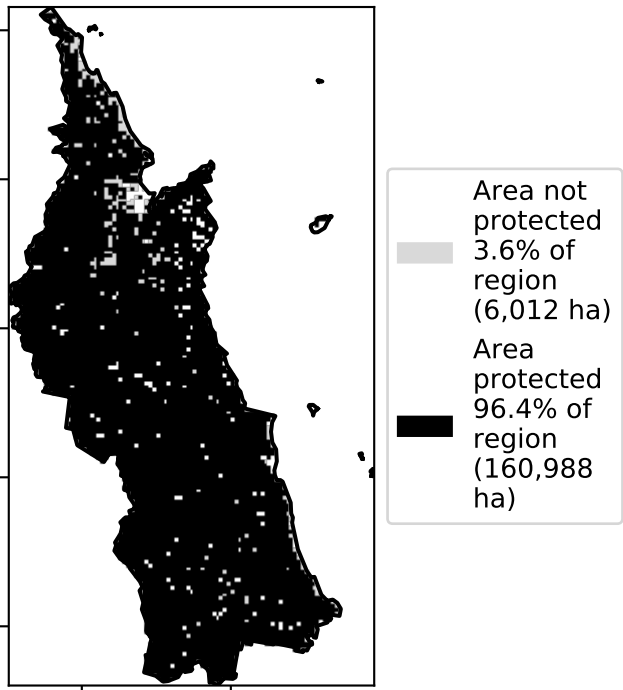 Area not
protected
3.6% of
region
(6,012 ha)
Area
protected
96.4% of
region
(160,988
ha)